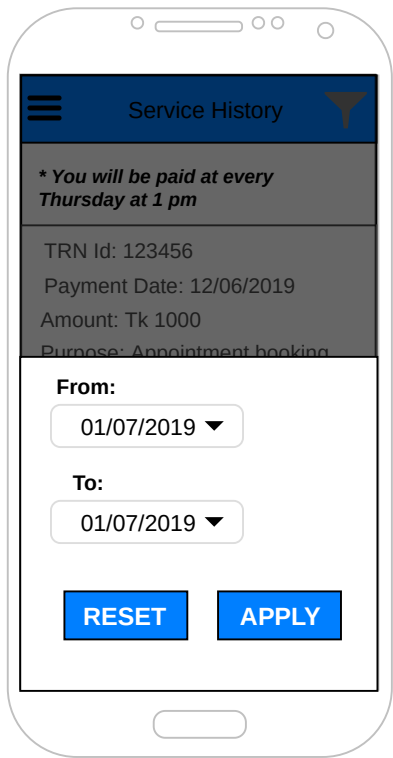 Service History
* You will be paid at every
Thursday at 1 pm
TRN Id: 123456
Payment Date: 12/06/2019
Amount: Tk 1000
Purpose: Appointment booking
From:
01/07/2019
To:
01/07/2019
RESET APPLY